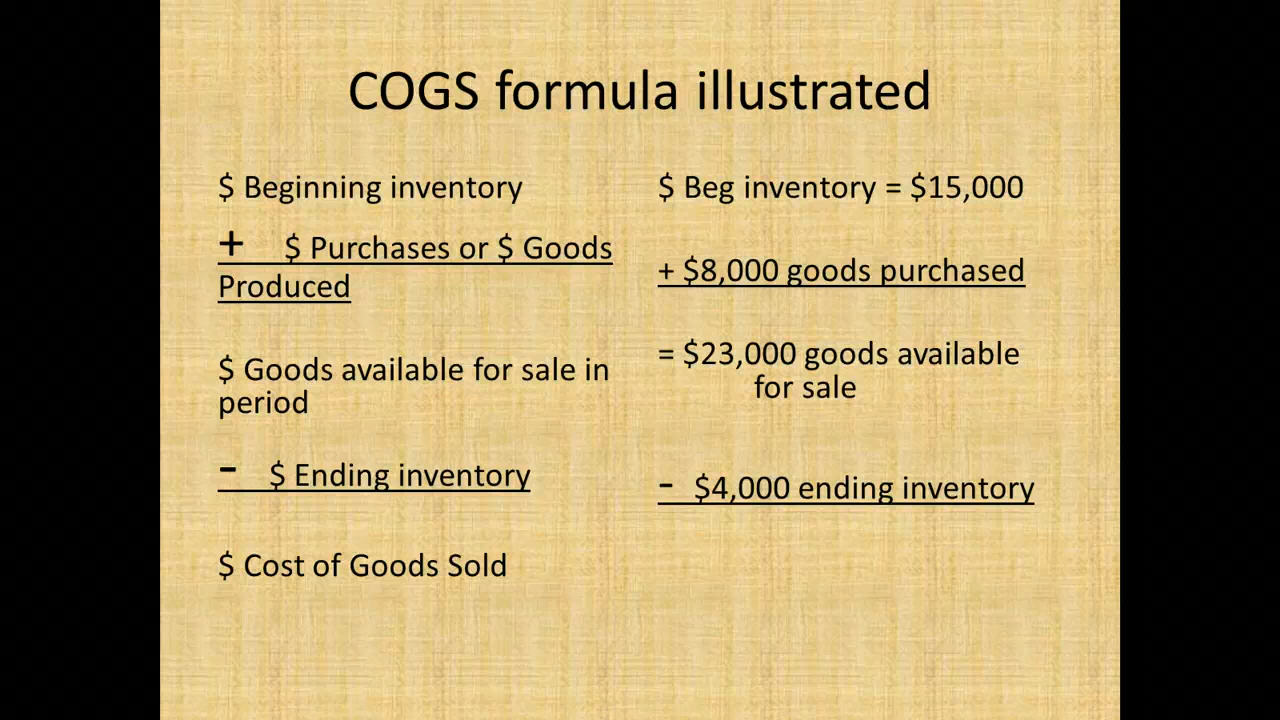 COGS formula illustrated
$ Beginning inventory
+ $ Purchases or $ Goods
Produced
$ Goods available for sale in
period
- $ Ending inventory
$ Cost of Goods Sold
$ Beg inventory = $15,000
+ $8,000 goods purchased
= $23,000 goods available
for sale
- $4,000 ending inventory